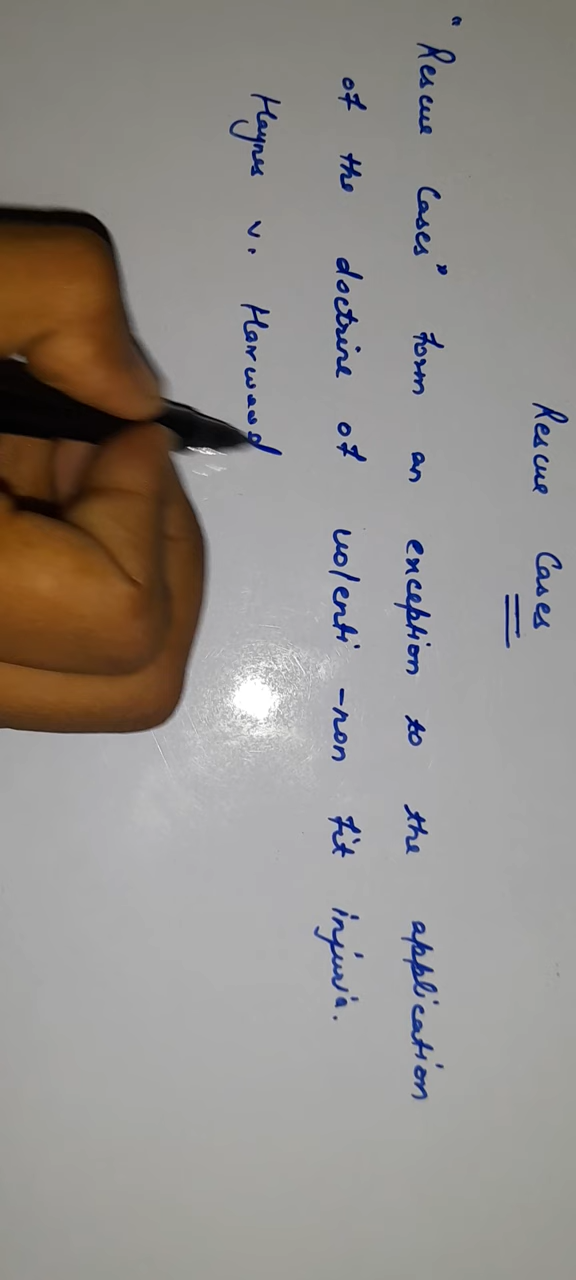 Rescue Cases
"Rescue Cases" form an exception to the application
of the doctrine of volenti-non fit injuria.
Haynes v. Harwood